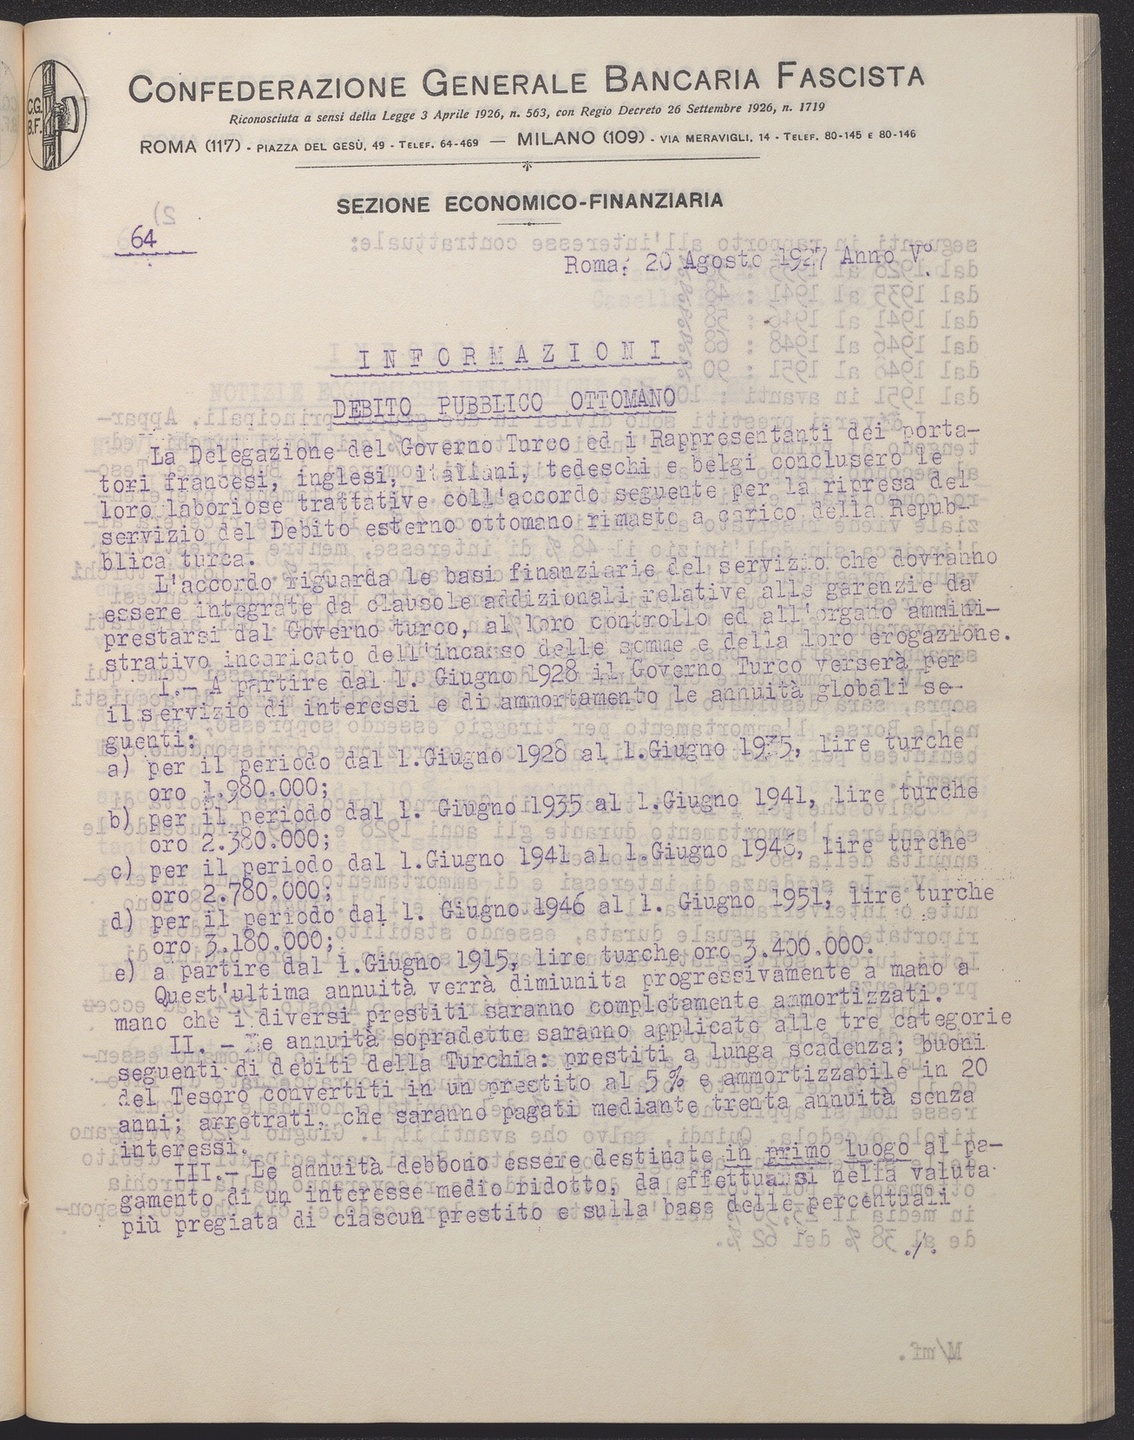 C.G.
B.F.
CONFEDERAZIONE GENERALE BANCARIA FASCISTA
Riconosciuta a sensi della Legge 3 Aprile 1926, n. 563, con Regio Decreto 26 Settembre 1926, n. 1719
ROMA (117) - PIAZZA DEL GESÙ, 49 - TELEF. 64-469 — MILANO (109) - VIA MERAVIGLI, 14 - TELEF. 80-145 E 80-146
SEZIONE ECONOMICO-FINANZIARIA
64
Roma, 20 Agosto 1927 Anno V°
INFORMAZIONI
DEBITO PUBBLICO OTTOMANO
La Delegazione del Governo Turco ed i Rappresentanti dei porta-
tori francesi, inglesi, italiani, tedeschi e belgi conclusero le
loro laboriose trattative coll'accordo seguente per la ripresa del
servizio del Debito esterno ottomano rimasto a carico della Repub-
blica turca.
L'accordo riguarda le basi finanziarie del servizio che dovranno
essere integrate da clausole addizionali relative alle garenzie da
prestarsi dal Governo turco, al loro controllo ed all'organo ammini-
strativo incaricato dell'incasso delle somme e della loro erogazione.
I.- A partire dal 1. Giugno 1928 il Governo Turco verserà per
il servizio di interessi e di ammortamento le annuità globali se-
guenti:
a) per il periodo dal 1.Giugno 1928 al 1.Giugno 1935, lire turche
oro 1.980.000;
b) per il periodo dal 1. Giugno 1935 al 1.Giugno 1941, lire turche
oro 2.380.000;
c) per il periodo dal 1.Giugno 1941 al 1.Giugno 1946, lire turche
oro 2.780.000;
d) per il periodo dal 1. Giugno 1946 al 1. Giugno 1951, lire turche
oro 3.180.000;
e) a partire dal 1.Giugno 1915, lire turche oro 3.400.000.
Quest'ultima annuità verrà dimiunita progressivamente a mano a
mano che i diversi prestiti saranno completamente ammortizzati.
II. - Le annuità sopradette saranno applicato alle tre categorie
seguenti di debiti della Turchia: prestiti a lunga scadenza; buoni
del Tesoro convertiti in un prestito al 5 % e ammortizzabile in 20
anni; arretrati, che saranno pagati mediante trenta annuità senza
interessi.
III.- Le annuità debbono essere destinate in primo luogo al pa-
gamento di un interesse medio ridotto, da effettuarsi nella valuta
più pregiata di ciascun prestito e sulla base delle percentuali
./.